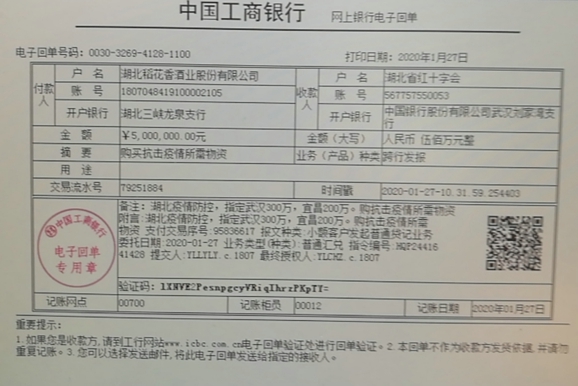 中国工商银行 网上银行电子回单
电子回单号码：0030-3269-4128-1100 打印日期：2020年1月27日
付款人 户 名 湖北稻花香酒业股份有限公司 收款人 户 名 湖北省红十字会
账 号 1807048419100002105 账 号 567757550053
开户银行 湖北三峡龙泉支行 开户银行 中国银行股份有限公司武汉刘家湾支行
金 额 ￥5,000,000.00元 金额（大写） 人民币 伍佰万元整
摘 要 购买抗击疫情所需物资 业务（产品）种类 跨行发报
用 途
交易流水号 79251884 时间戳 2020-01-27-10.31.59.254403
中国工商银行
电子回单
专用章
备注：湖北疫情防控，指定武汉300万，宜昌200万。购抗击疫情所需物资
附言：湖北疫情防控，指定武汉300万，宜昌200万。购抗击疫情所需
物资 支付交易序号：95836617 报文种类：小额客户发起普通贷记业务
委托日期：2020-01-27 业务类型(种类)：普通汇兑 指令编号：HQP24416
41428 提交人：YLLYLY.c.1807 最终授权人：YLCHZ.c.1807
验证码：
记账网点 00700 记账柜员 00012 记账日期 2020年01月27日
重要提示：
1.如果您是收款方，请到工行网站www.icbc.com.cn电子回单验证处进行回单验证。2.本回单不作为收款方发货依据，并请勿
重复记账。3.您可以选择发送邮件，将此电子回单发送给指定的接收人。